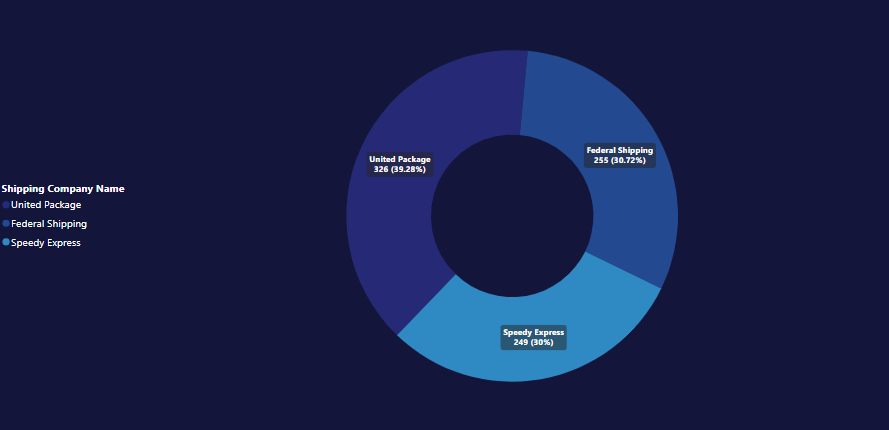 Shipping Company Name
United Package
Federal Shipping
Speedy Express
United Package
326 (39.28%)
Federal Shipping
255 (30.72%)
Speedy Express
249 (30%)